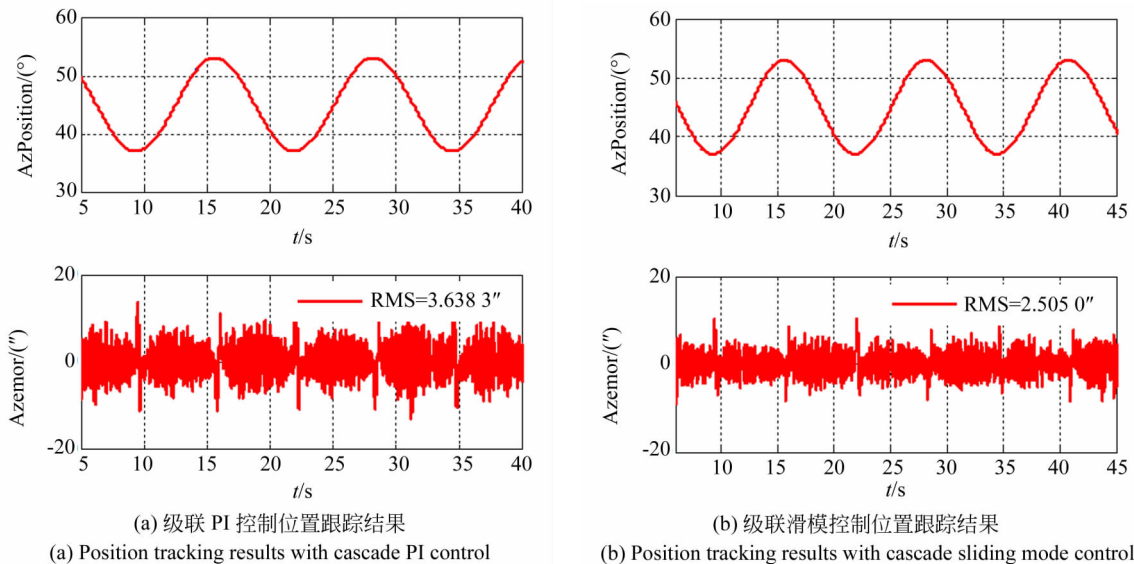 60
50
40
30
AzPosition/(°)
5 10 15 20 25 30 35 40
t/s
20
0
-20
Azemor/(″)
RMS=3.638 3″
5 10 15 20 25 30 35 40
t/s
(a) 级联 PI 控制位置跟踪结果
(a) Position tracking results with cascade PI control
60
50
40
30
AzPosition/(°)
10 15 20 25 30 35 40 45
t/s
20
0
-20
Azemor/(″)
RMS=2.505 0″
10 15 20 25 30 35 40 45
t/s
(b) 级联滑模控制位置跟踪结果
(b) Position tracking results with cascade sliding mode control